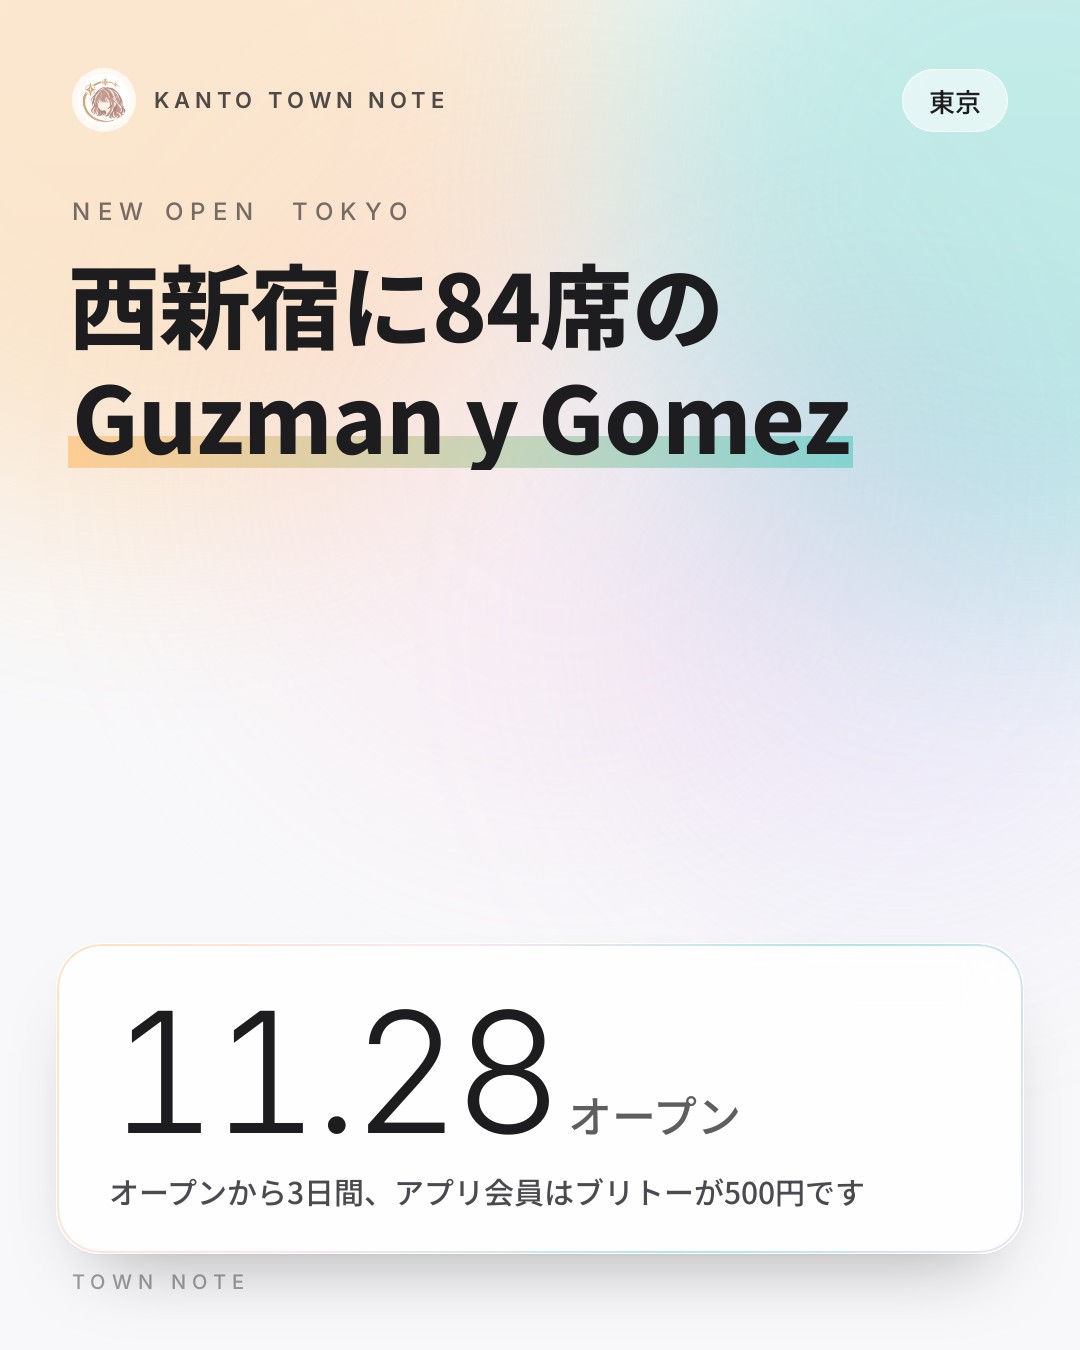 KANTO TOWN NOTE
東京
NEW OPEN TOKYO
西新宿に84席の
Guzman y Gomez
11.28 オープン
オープンから3日間、アプリ会員はブリトーが500円です
TOWN NOTE